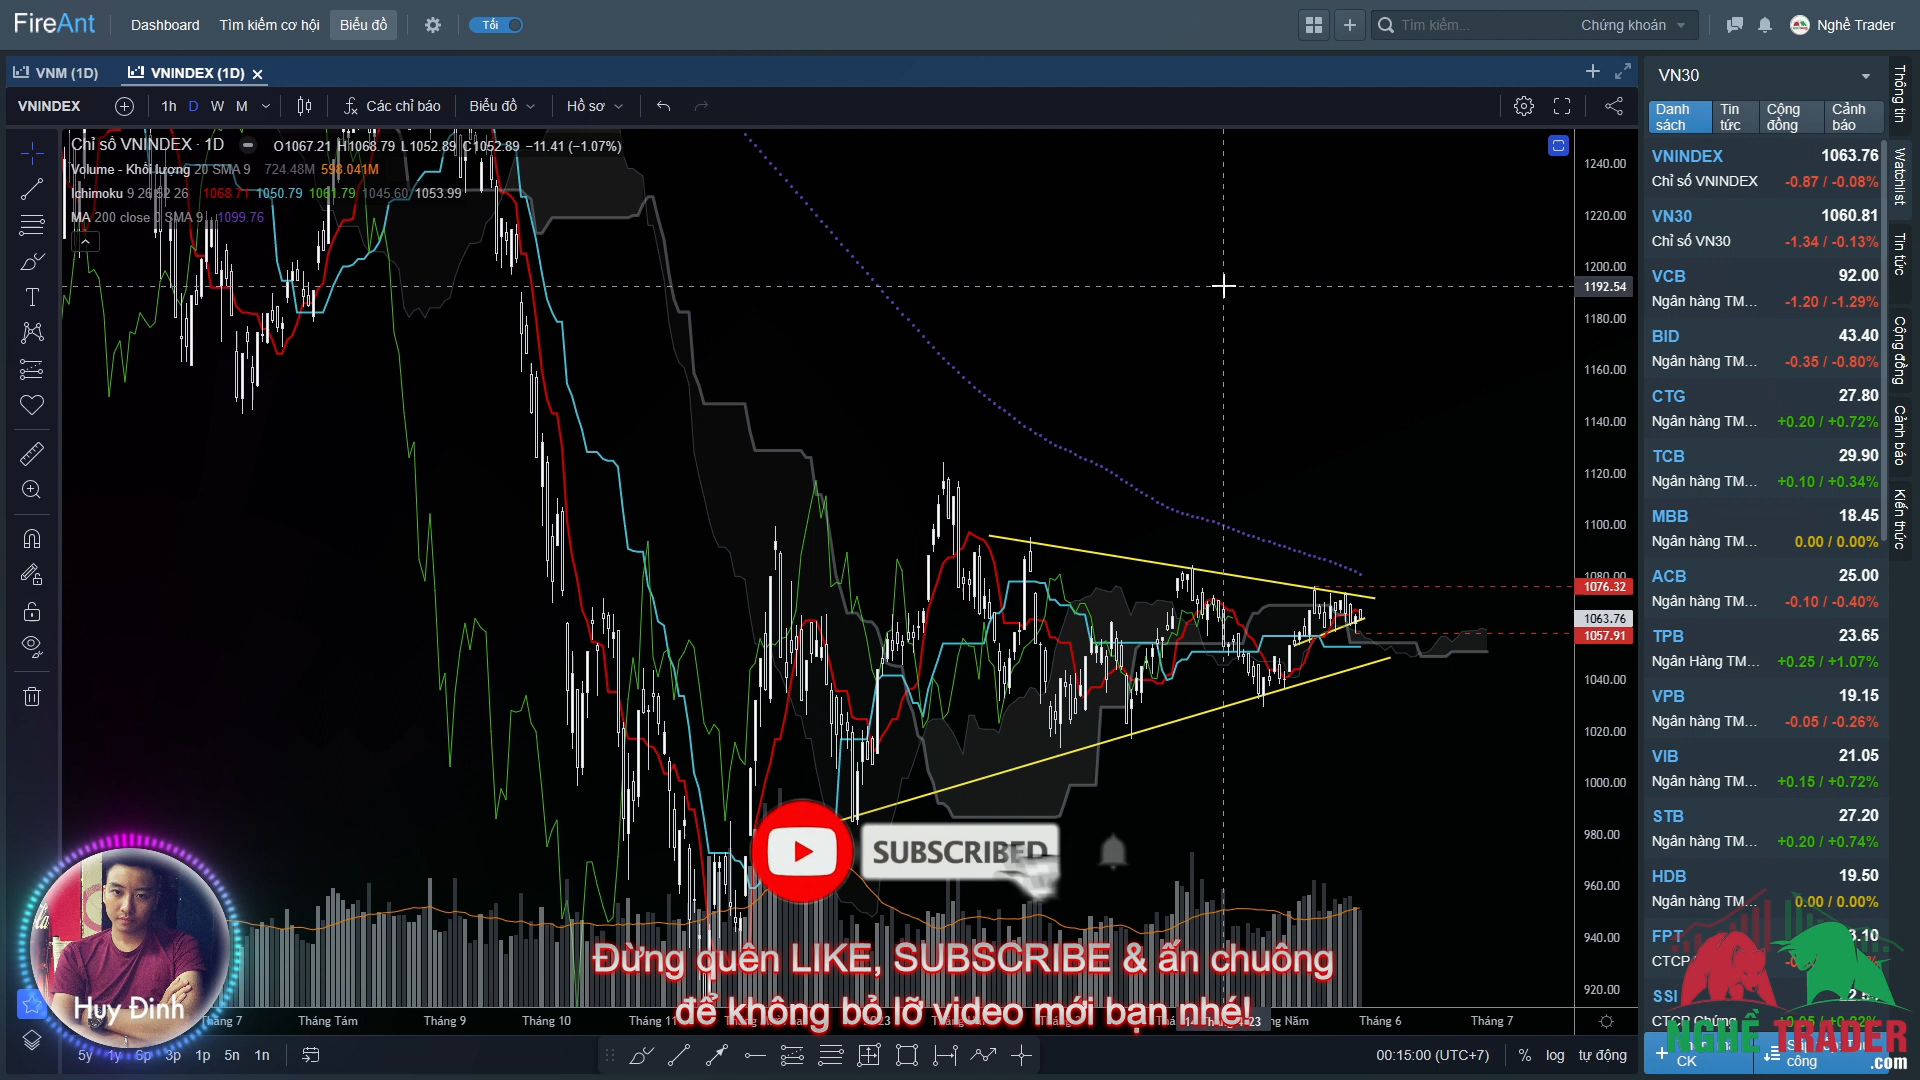 FireAnt Dashboard Tìm kiếm cơ hội Biểu đồ Tối Tìm kiếm... Chứng khoán Nghề Trader
VNM (1D) VNINDEX (1D)
VNINDEX 1h D W M Các chỉ báo Biểu đồ Hồ sơ
Chỉ số VNINDEX · 1D O1067.21 H1068.79 L1052.89 C1052.89 −11.41 (−1.07%)
Volume - Khối lượng 20 SMA 9 724.48M 598.041M
Ichimoku 9 26 52 26 1068.71 1050.79 1061.79 1045.60 1053.99
MA 200 close 0 SMA 9 1099.76
1240.00
1220.00
1200.00
1192.54
1180.00
1160.00
1140.00
1120.00
1100.00
1080.00
1076.32
1063.76
1057.91
1040.00
1020.00
1000.00
980.00
960.00
940.00
920.00
VN30
Danh sách Tin tức Cộng đồng Cảnh báo
VNINDEX 1063.76
Chỉ số VNINDEX -0.87 / -0.08%
VN30 1060.81
Chỉ số VN30 -1.34 / -0.13%
VCB 92.00
Ngân hàng TM... -1.20 / -1.29%
BID 43.40
Ngân hàng TM... -0.35 / -0.80%
CTG 27.80
Ngân hàng TM... +0.20 / +0.72%
TCB 29.90
Ngân hàng TM... +0.10 / +0.34%
MBB 18.45
Ngân hàng TM... 0.00 / 0.00%
ACB 25.00
Ngân hàng TM... -0.10 / -0.40%
TPB 23.65
Ngân Hàng TM... +0.25 / +1.07%
VPB 19.15
Ngân hàng TM... -0.05 / -0.26%
VIB 21.05
Ngân hàng TM... +0.15 / +0.72%
STB 27.20
Ngân hàng TM... +0.20 / +0.74%
HDB 19.50
Ngân hàng TM... 0.00 / 0.00%
FPT
CTCP
SSI
CTCP Chứng
Thông tin
Watchlist
Tin tức
Cộng đồng
Cảnh báo
Kiến thức
SUBSCRIBED
Đừng quên LIKE, SUBSCRIBE & ấn chuông
để không bỏ lỡ video mới bạn nhé!
Huy Đinh
Tháng 7 Tháng Tám Tháng 9 Tháng 10 Tháng 11 Tháng 6 Tháng 7
5y 1y 6p 3p 1p 5n 1n
00:15:00 (UTC+7) % log tự động
NGHỀ TRADER
.com
CK
công